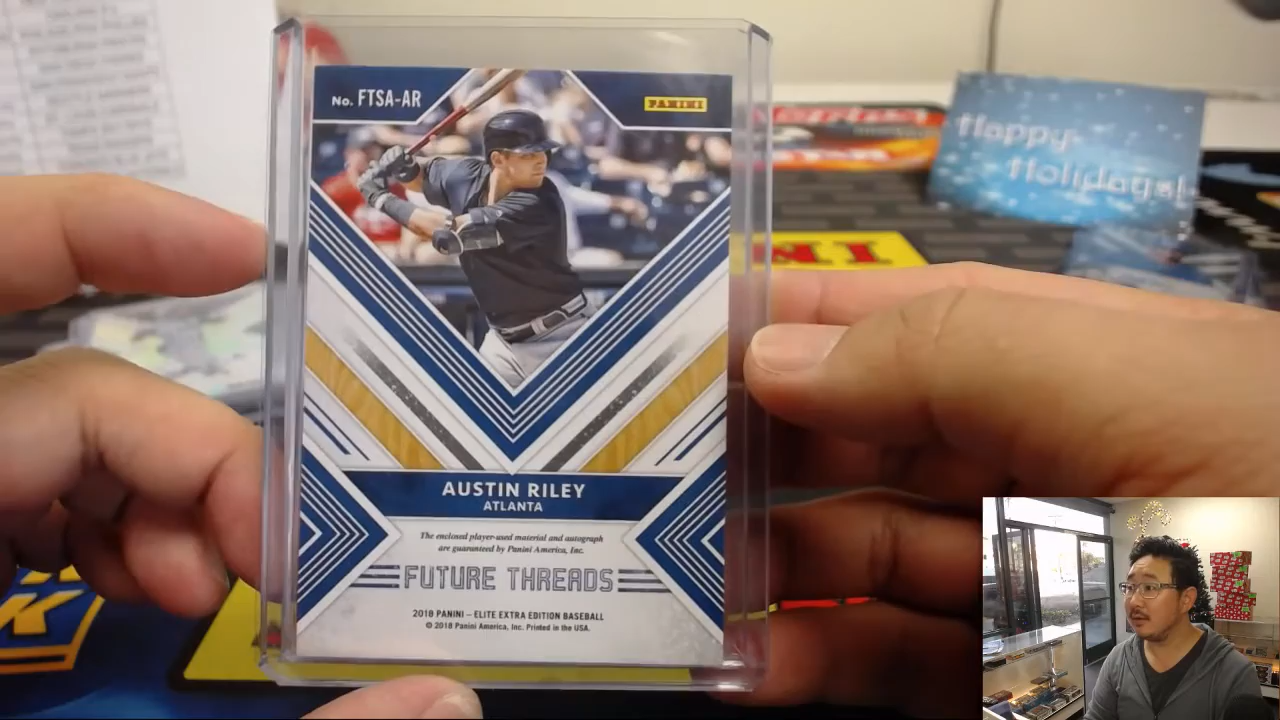 No. FTSA-AR
PANINI
Happy
Holidays!
INI
AUSTIN RILEY
ATLANTA
The enclosed player-used material and autograph
are guaranteed by Panini America, Inc.
FUTURE THREADS
2018 PANINI – ELITE EXTRA EDITION BASEBALL
© 2018 Panini America, Inc. Printed in the USA.
K